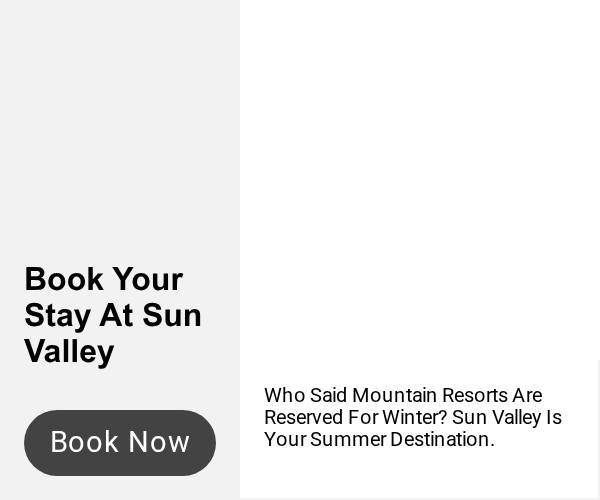 Book Your
Stay At Sun
Valley
Book Now
Who Said Mountain Resorts Are
Reserved For Winter? Sun Valley Is
Your Summer Destination.